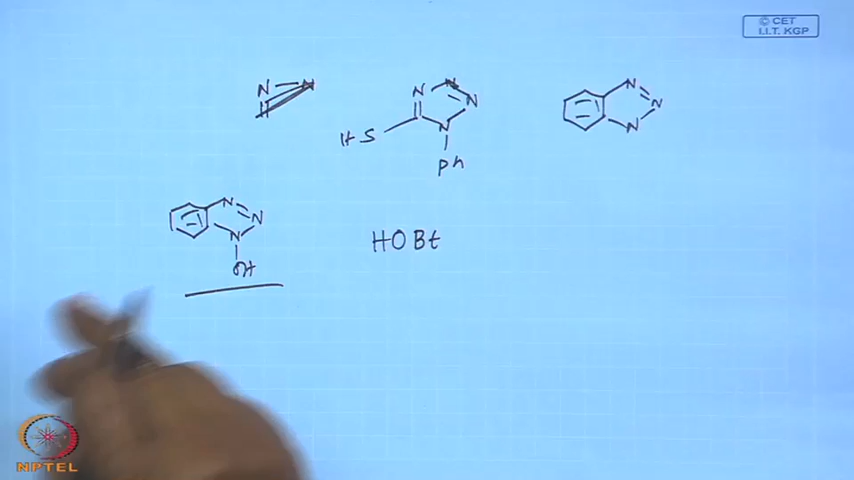 © CET
I.I.T. KGP
N N
N N N N HS Ph
N N N
N N N OH
HOBt
NPTEL